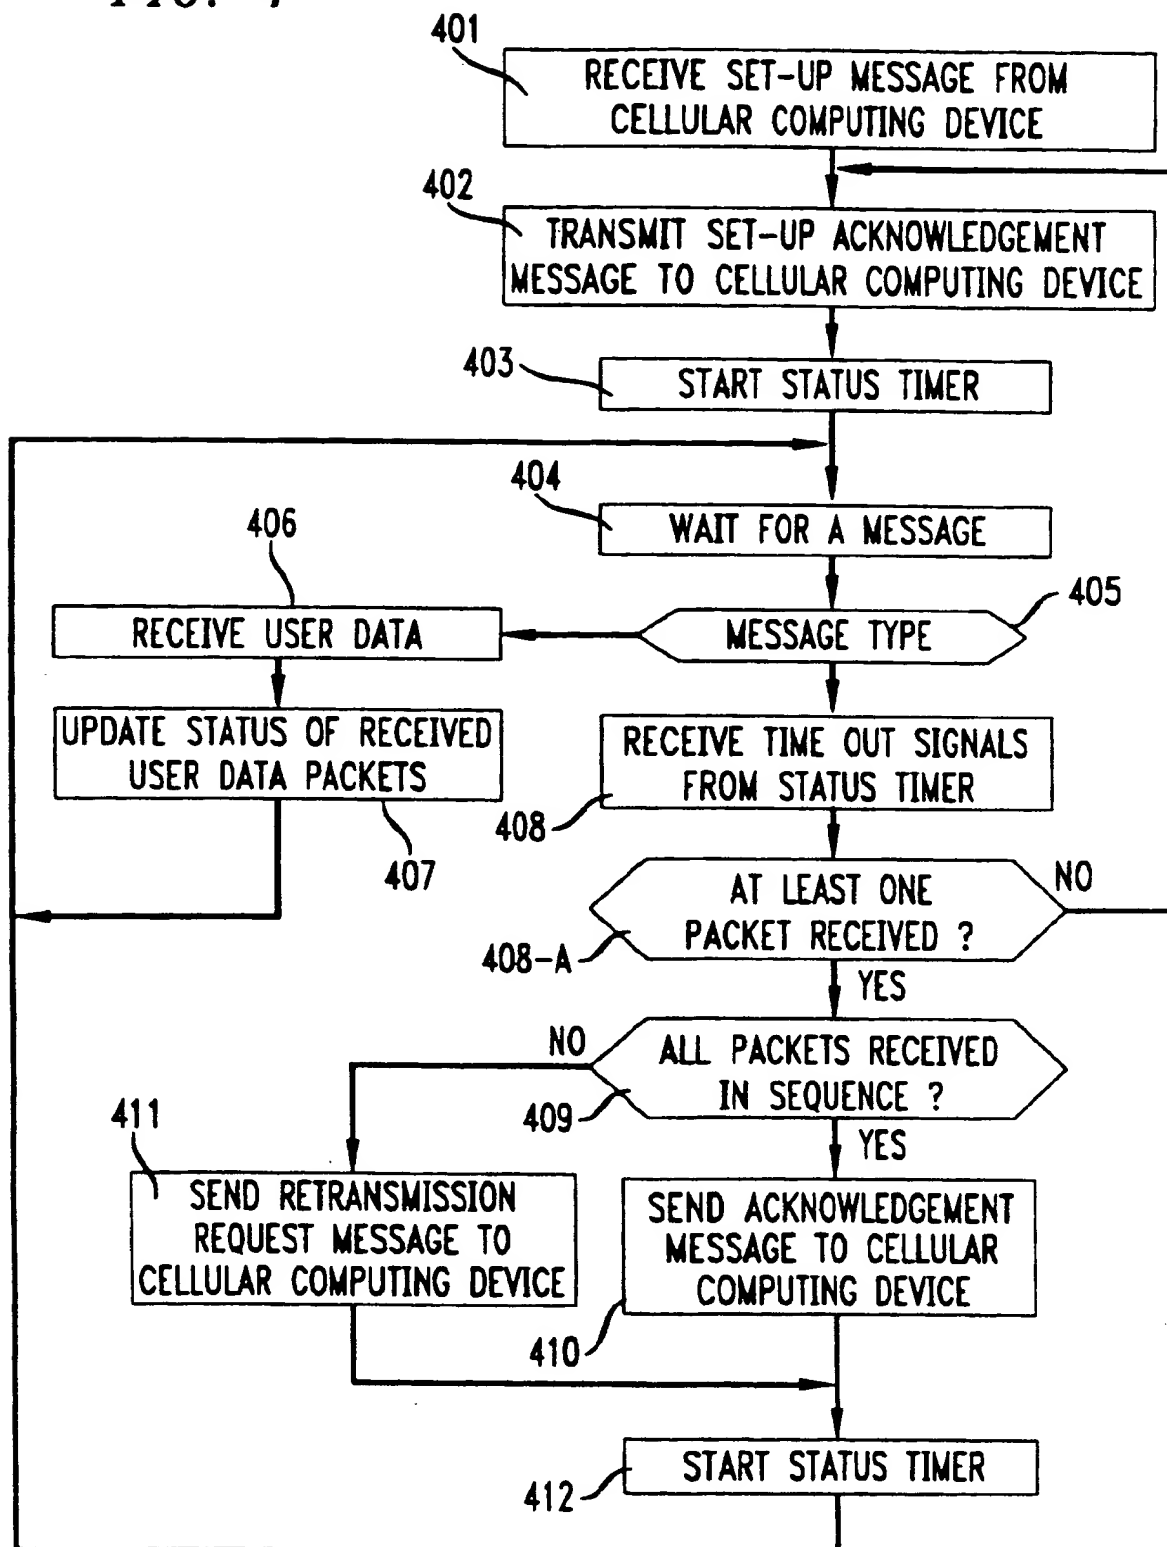 401
RECEIVE SET-UP MESSAGE FROM
CELLULAR COMPUTING DEVICE
402
TRANSMIT SET-UP ACKNOWLEDGEMENT
MESSAGE TO CELLULAR COMPUTING DEVICE
403
START STATUS TIMER
404
WAIT FOR A MESSAGE
405
MESSAGE TYPE
406
RECEIVE USER DATA
UPDATE STATUS OF RECEIVED
USER DATA PACKETS
407
RECEIVE TIME OUT SIGNALS
FROM STATUS TIMER
408
AT LEAST ONE
PACKET RECEIVED ?
NO
408-A
YES
ALL PACKETS RECEIVED
IN SEQUENCE ?
NO
409
YES
411
SEND RETRANSMISSION
REQUEST MESSAGE TO
CELLULAR COMPUTING DEVICE
SEND ACKNOWLEDGEMENT
MESSAGE TO CELLULAR
COMPUTING DEVICE
410
START STATUS TIMER
412